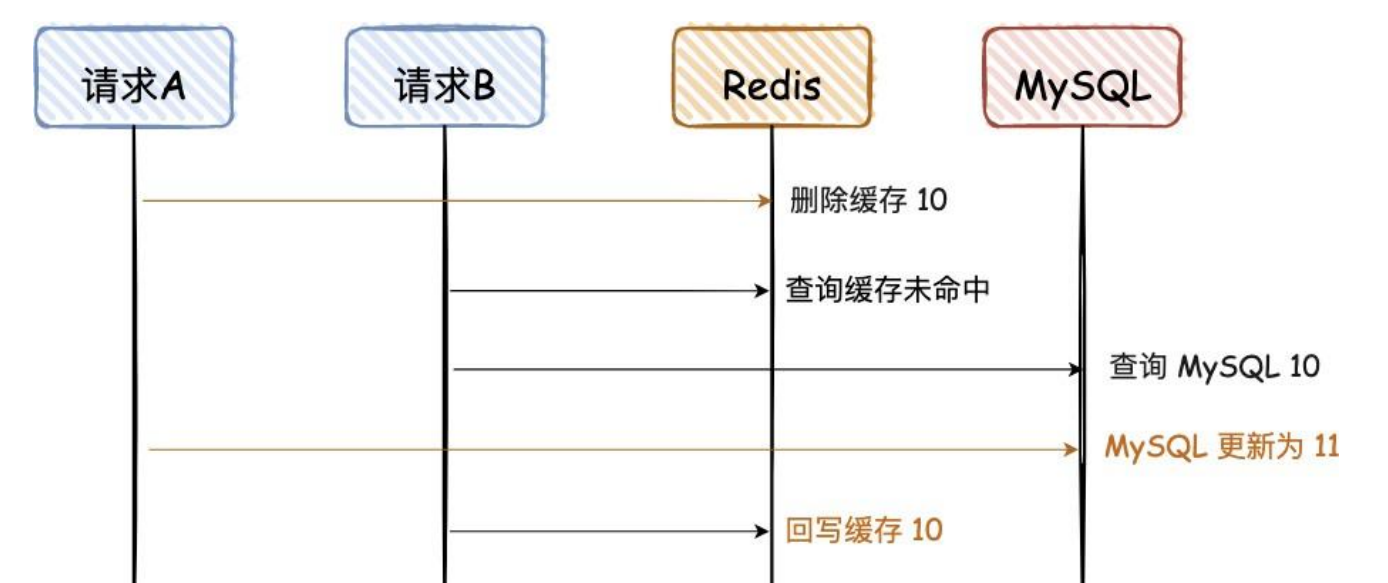 请求A
请求B
Redis
MySQL
删除缓存 10
查询缓存未命中
查询 MySQL 10
MySQL 更新为 11
回写缓存 10